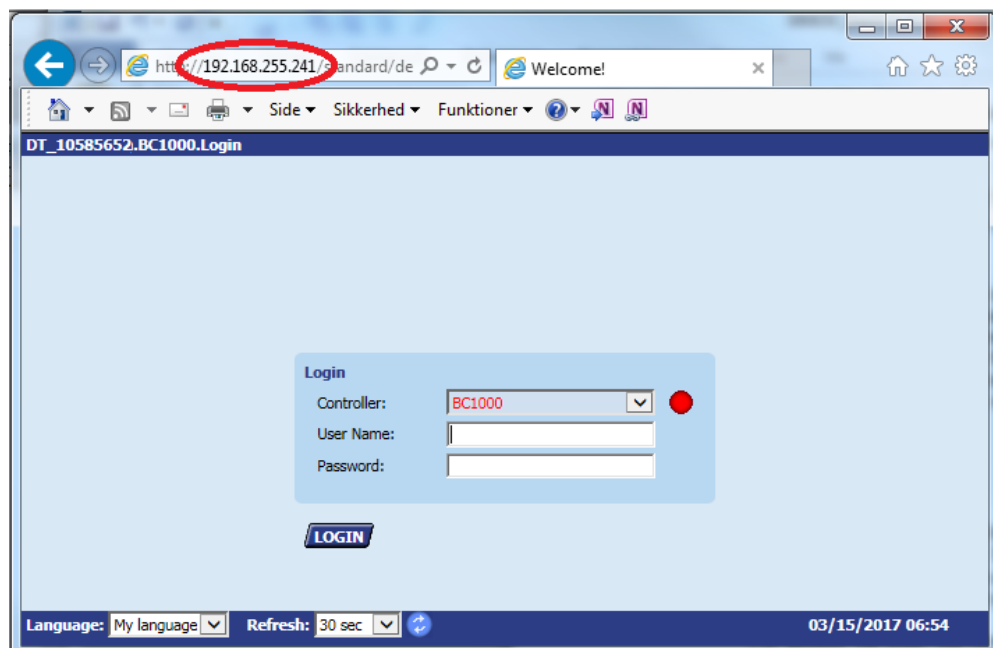 http://192.168.255.241/standard/de
Welcome!
Side Sikkerhed Funktioner
DT_10585652.BC1000.Login
Login
Controller: BC1000
User Name:
Password:
LOGIN
Language: My language Refresh: 30 sec 03/15/2017 06:54